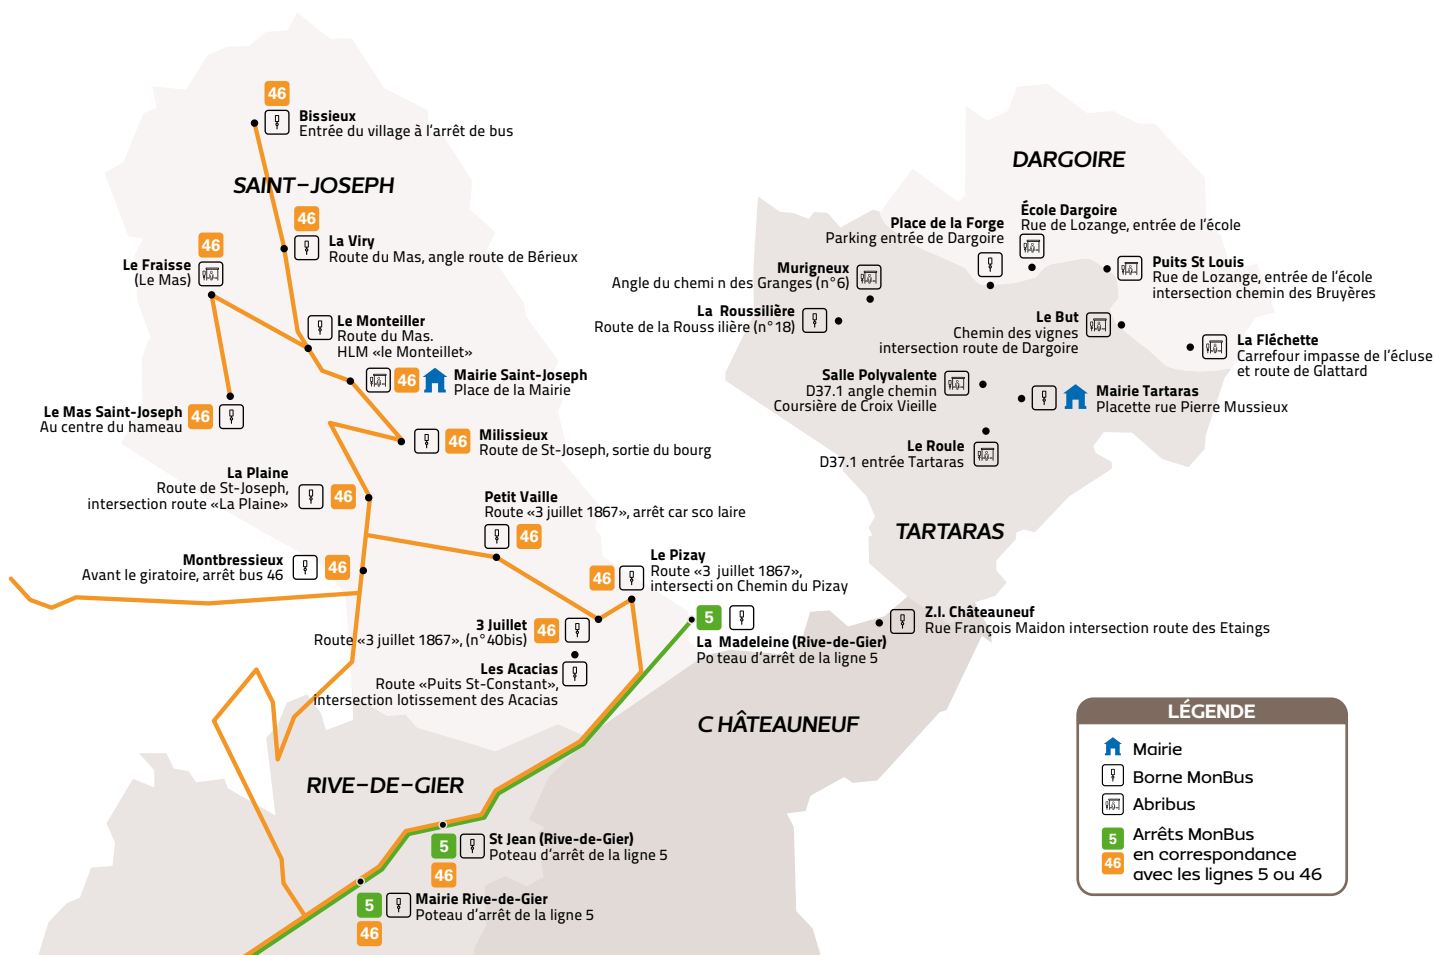 46
Bissieux
Entrée du village à l'arrêt de bus
SAINT-JOSEPH
46
La Viry
Route du Mas, angle route de Bérieux
46
Le Fraisse
(Le Mas)
Le Monteiller
Route du Mas.
HLM «le Monteillet»
46
Mairie Saint-Joseph
Place de la Mairie
Le Mas Saint-Joseph
Au centre du hameau
46
46
Milissieux
Route de St-Joseph, sortie du bourg
La Plaine
Route de St-Joseph,
intersection route «La Plaine»
46
Petit Vaille
Route «3 juillet 1867», arrêt car sco laire
46
Montbressieux
Avant le giratoire, arrêt bus 46
46
Le Pizay
Route «3 juillet 1867»,
intersecti on Chemin du Pizay
46
3 Juillet
Route «3 juillet 1867», (n°40bis)
46
Les Acacias
Route «Puits St-Constant»,
intersection lotissement des Acacias
5
La Madeleine (Rive-de-Gier)
Po teau d'arrêt de la ligne 5
DARGOIRE
Place de la Forge
Parking entrée de Dargoire
École Dargoire
Rue de Lozange, entrée de l'école
Puits St Louis
Rue de Lozange, entrée de l'école
intersection chemin des Bruyères
Murigneux
Angle du chemi n des Granges (n°6)
La Roussilière
Route de la Rouss ilière (n°18)
Le But
Chemin des vignes
intersection route de Dargoire
La Fléchette
Carrefour impasse de l'écluse
et route de Glattard
Salle Polyvalente
D37.1 angle chemin
Coursière de Croix Vieille
Mairie Tartaras
Placette rue Pierre Mussieux
Le Roule
D37.1 entrée Tartaras
TARTARAS
Z.I. Châteauneuf
Rue François Maidon intersection route des Etaings
C HÂTEAUNEUF
RIVE-DE-GIER
5
46
St Jean (Rive-de-Gier)
Poteau d'arrêt de la ligne 5
5
46
Mairie Rive-de-Gier
Poteau d'arrêt de la ligne 5
LÉGENDE
Mairie
Borne MonBus
Abribus
5
46
Arrêts MonBus
en correspondance
avec les lignes 5 ou 46